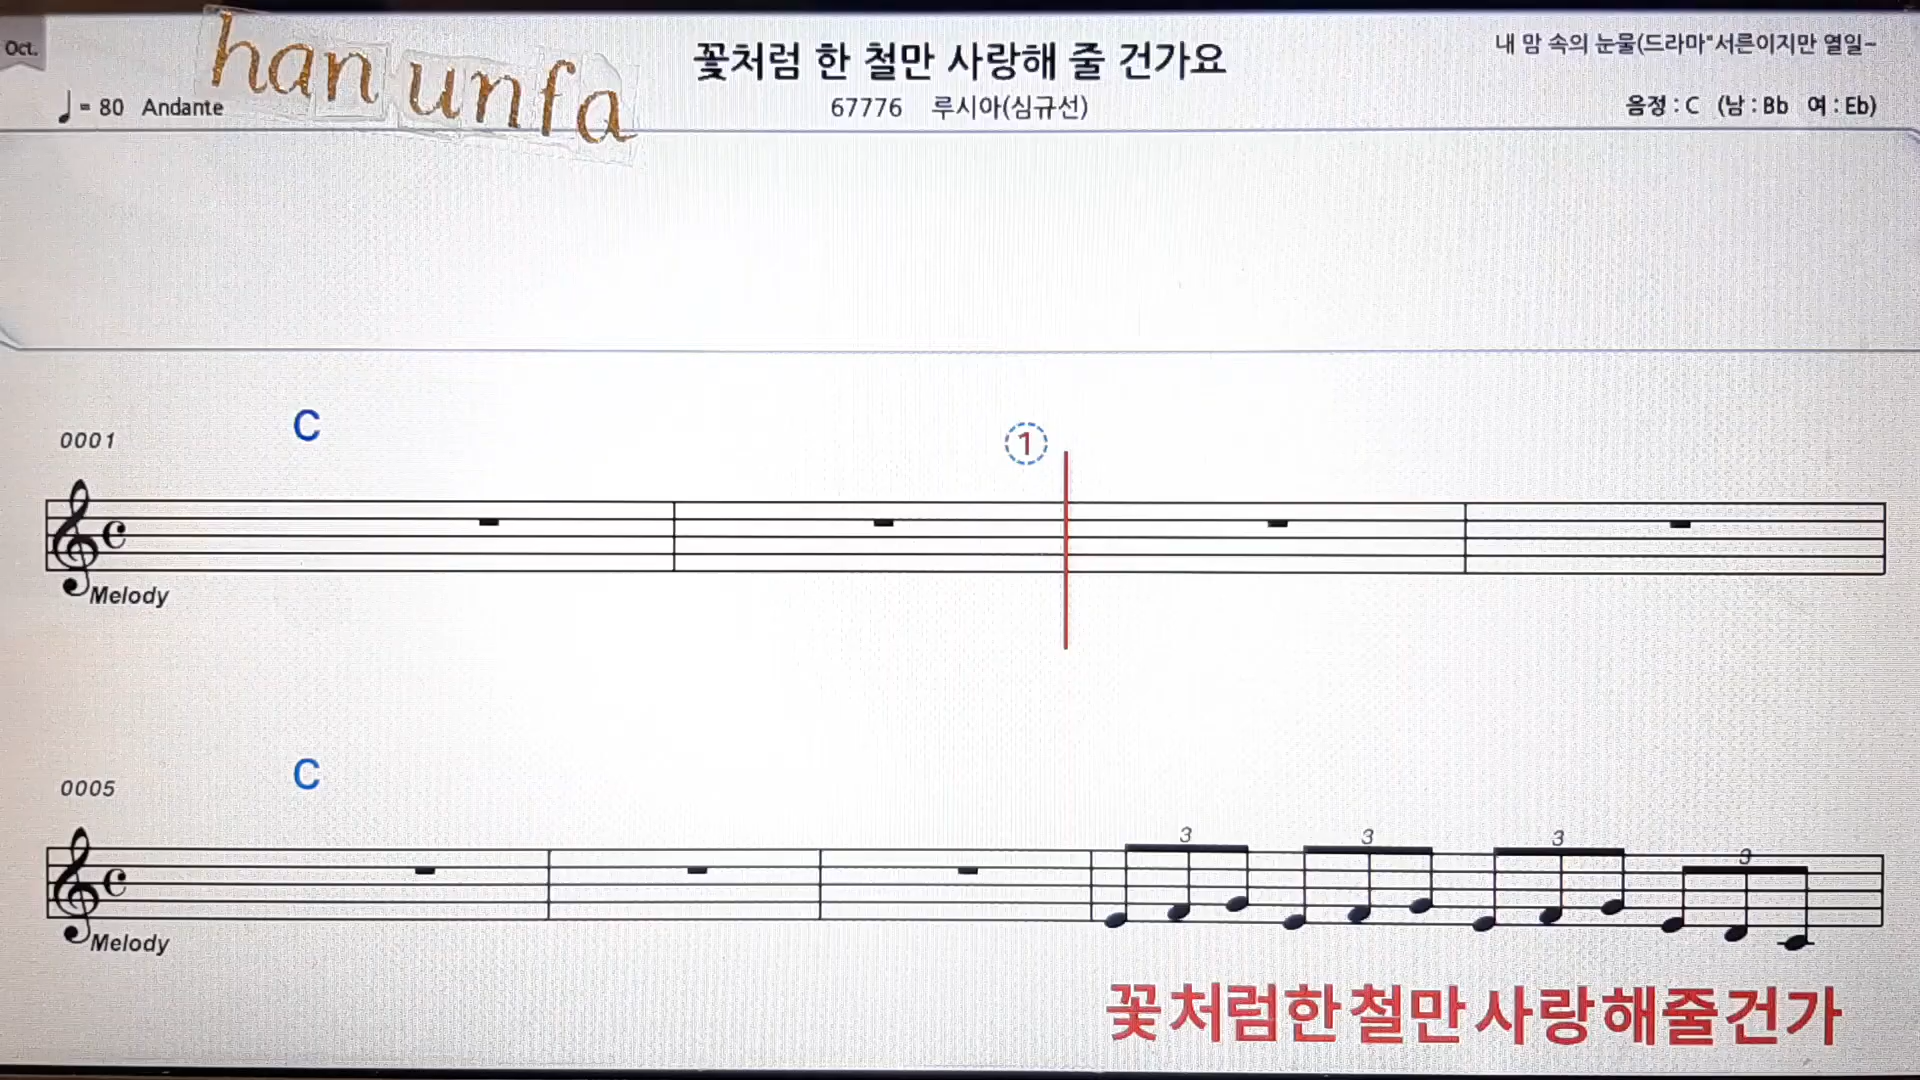 Oct.
han unfa
꽃처럼 한 철만 사랑해 줄 건가요
내 맘 속의 눈물(드라마"서른이지만 열일~
♩= 80 Andante
67776 루시아(심규선)
음정 : C (남 : Bb 여 : Eb)
0001
C
1
Melody
0005
C
3 3 3 3
Melody
꽃처럼한철만사랑해줄건가